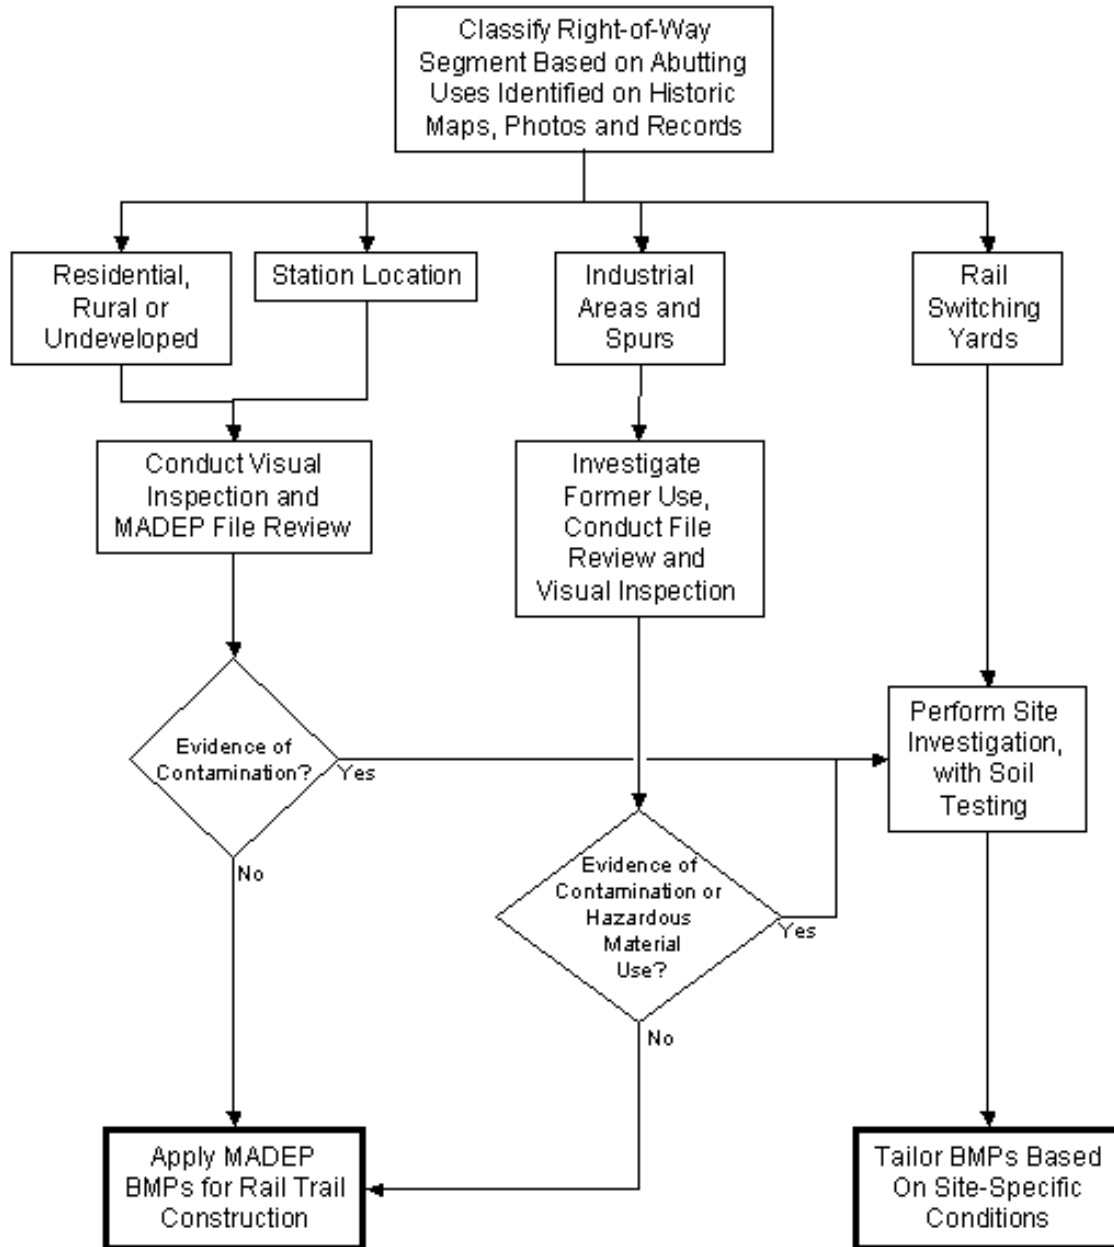 Classify Right-of-Way
Segment Based on Abutting
Uses Identified on Historic
Maps, Photos and Records
Residential,
Rural or
Undeveloped
Station Location
Industrial
Areas and
Spurs
Rail
Switching
Yards
Conduct Visual
Inspection and
MADEP File Review
Investigate
Former Use,
Conduct File
Review and
Visual Inspection
Evidence of
Contamination?
Yes
No
Perform Site
Investigation,
with Soil
Testing
Evidence of
Contamination or
Hazardous
Material
Use?
Yes
No
Apply MADEP
BMPs for Rail Trail
Construction
Tailor BMPs Based
On Site-Specific
Conditions